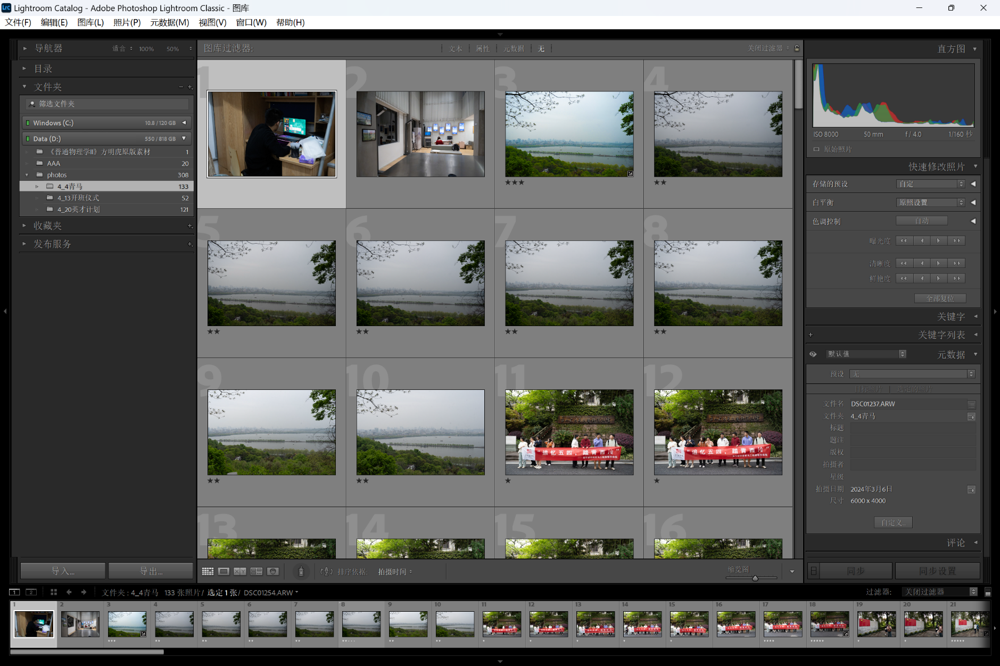 Lightroom Catalog - Adobe Photoshop Lightroom Classic - 图库
文件(F) 编辑(E) 图库(L) 照片(P) 元数据(M) 视图(V) 窗口(W) 帮助(H)
导航器 适合 100% 50%
目录
文件夹
筛选文件夹
Windows (C:) 10.8 / 120 GB
Data (D:) 550 / 818 GB
《普通物理学II》方明虎原版素材 1
AAA 20
photos 308
4_4青马 133
4_13开班仪式 52
4_20英才计划 121
收藏夹
发布服务
导入... 导出...
图库过滤器: 文本 属性 元数据 无 关闭过滤器
1 2 3 4
5 6 7 8
9 10 11 12
“追忆五四，踏青西泠” “追忆五四，踏青西泠”
13 14 15 16
排序依据: 拍摄时间 缩览图
直方图
ISO 8000 50 mm f / 4.0 1/160 秒
原始照片
快速修改照片
存储的预设 自定
白平衡 原照设置
色调控制 自动
曝光度
清晰度
鲜艳度
全部复位
关键字
关键字列表
默认值 元数据
预设 无
目标照片 选定的照片
文件名 DSC01237.ARW
文件夹 4_4青马
标题
题注
版权
拍摄者
星级
拍摄日期 2024年3月6日
尺寸 6000 x 4000
自定义...
评论
同步 同步设置
1 2 文件夹 : 4_4青马 133 张照片/ 选定 1 张/ DSC01254.ARW 过滤器: 关闭过滤器
1 2 3 4 5 6 7 8 9 10 11 12 13 14 15 16 17 18 19 20 21